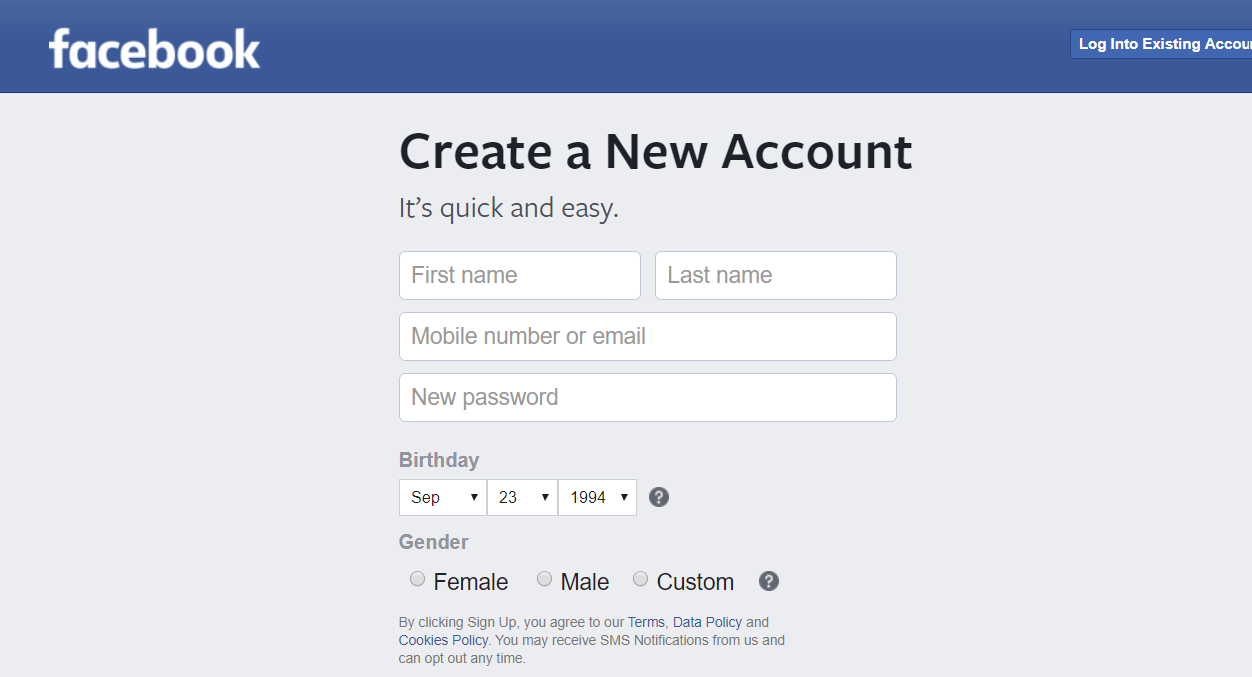 facebook
Log Into Existing Accou
Create a New Account
It's quick and easy.
First name Last name
Mobile number or email
New password
Birthday
Sep 23 1994 ?
Gender
Female Male Custom ?
By clicking Sign Up, you agree to our Terms, Data Policy and
Cookies Policy. You may receive SMS Notifications from us and
can opt out any time.